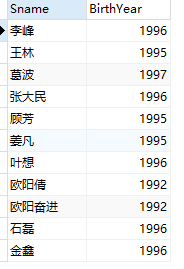 Sname BirthYear
李峰 1996
王林 1995
葛波 1997
张大民 1996
顾芳 1995
姜凡 1995
叶想 1996
欧阳倩 1992
欧阳奋进 1992
石磊 1996
金鑫 1996